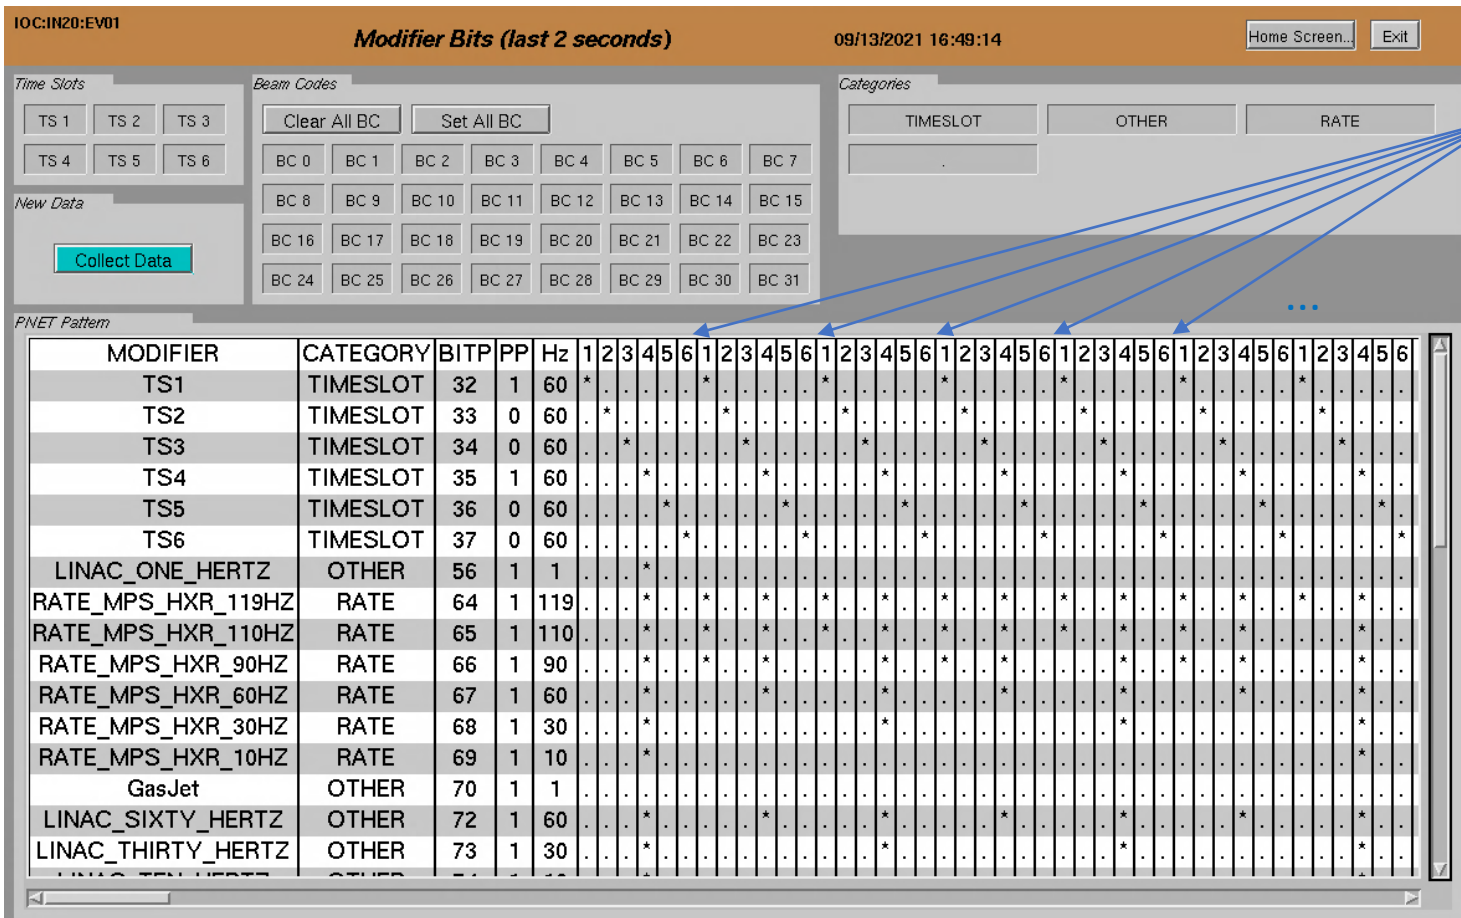 IOC:IN20:EV01
Modifier Bits (last 2 seconds)
09/13/2021 16:49:14
Home Screen...
Exit
Time Slots
TS 1 TS 2 TS 3
TS 4 TS 5 TS 6
New Data
Collect Data
Beam Codes
Clear All BC Set All BC
BC 0 BC 1 BC 2 BC 3 BC 4 BC 5 BC 6 BC 7
BC 8 BC 9 BC 10 BC 11 BC 12 BC 13 BC 14 BC 15
BC 16 BC 17 BC 18 BC 19 BC 20 BC 21 BC 22 BC 23
BC 24 BC 25 BC 26 BC 27 BC 28 BC 29 BC 30 BC 31
Categories
TIMESLOT OTHER RATE
.
...
PNET Pattern
MODIFIER CATEGORY BITP PP Hz 1 2 3 4 5 6 1 2 3 4 5 6 1 2 3 4 5 6 1 2 3 4 5 6 1 2 3 4 5 6 1 2 3 4 5 6 1 2 3 4 5 6
TS1 TIMESLOT 32 1 60 * . . . . . * . . . . . * . . . . . * . . . . . * . . . . . * . . . . . * . . . . .
TS2 TIMESLOT 33 0 60 . * . . . . . * . . . . . * . . . . . * . . . . . * . . . . . * . . . . . * . . . .
TS3 TIMESLOT 34 0 60 . . * . . . . . * . . . . . * . . . . . * . . . . . * . . . . . * . . . . . * . . .
TS4 TIMESLOT 35 1 60 . . . * . . . . . * . . . . . * . . . . . * . . . . . * . . . . . * . . . . . * . .
TS5 TIMESLOT 36 0 60 . . . . * . . . . . * . . . . . * . . . . . * . . . . . * . . . . . * . . . . . * .
TS6 TIMESLOT 37 0 60 . . . . . * . . . . . * . . . . . * . . . . . * . . . . . * . . . . . * . . . . . *
LINAC_ONE_HERTZ OTHER 56 1 1 . . . * . . . . . . . . . . . . . . . . . . . . . . . . . . . . . . . . . . . . . .
RATE_MPS_HXR_119HZ RATE 64 1 119 . . . * . . * . . * . . * . . * . . * . . * . . * . . * . . * . . * . . * . . * . .
RATE_MPS_HXR_110HZ RATE 65 1 110 . . . * . . * . . * . . * . . * . . * . . * . . * . . * . . * . . * . . . . . * . .
RATE_MPS_HXR_90HZ RATE 66 1 90 . . . * . . * . . * . . . . . * . . * . . * . . . . . * . . * . . * . . . . . * . .
RATE_MPS_HXR_60HZ RATE 67 1 60 . . . * . . . . . * . . . . . * . . . . . * . . . . . * . . . . . * . . . . . * . .
RATE_MPS_HXR_30HZ RATE 68 1 30 . . . * . . . . . . . . . . . * . . . . . . . . . . . * . . . . . . . . . . . * . .
RATE_MPS_HXR_10HZ RATE 69 1 10 . . . * . . . . . . . . . . . . . . . . . . . . . . . . . . . . . . . . . . . * . .
GasJet OTHER 70 1 1 . . . . . . . . . . . . . . . . . . . . . . . . . . . . . . . . . . . . . . . . . .
LINAC_SIXTY_HERTZ OTHER 72 1 60 . . . * . . . . . * . . . . . * . . . . . * . . . . . * . . . . . * . . . . . * . .
LINAC_THIRTY_HERTZ OTHER 73 1 30 . . . * . . . . . . . . . . . * . . . . . . . . . . . * . . . . . . . . . . . * . .